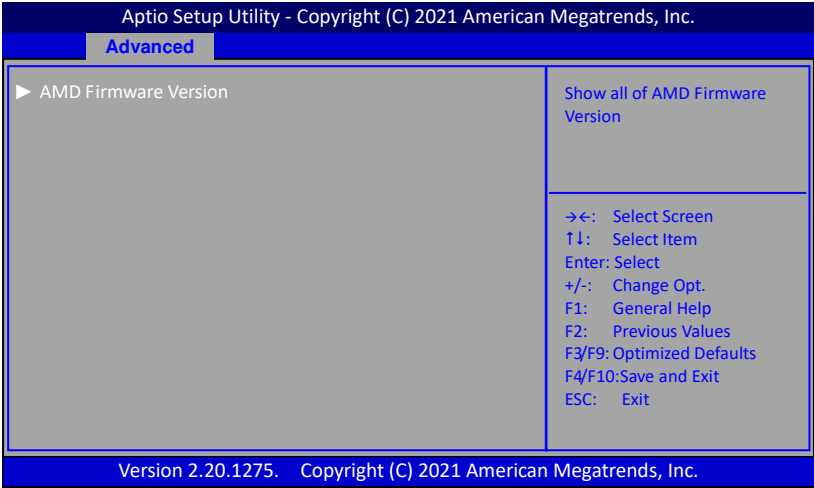 Aptio Setup Utility - Copyright (C) 2021 American Megatrends, Inc.
Advanced
► AMD Firmware Version
Show all of AMD Firmware
Version
→←: Select Screen
↑↓: Select Item
Enter: Select
+/-: Change Opt.
F1: General Help
F2: Previous Values
F3/F9: Optimized Defaults
F4/F10:Save and Exit
ESC: Exit
Version 2.20.1275. Copyright (C) 2021 American Megatrends, Inc.